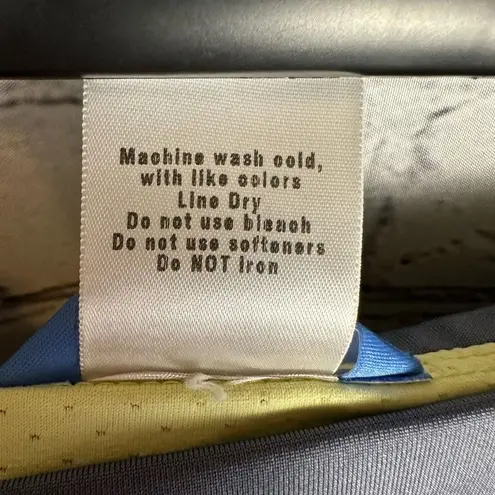 Machine wash cold,
with like colors
Line Dry
Do not use bleach
Do not use softeners
Do NOT Iron